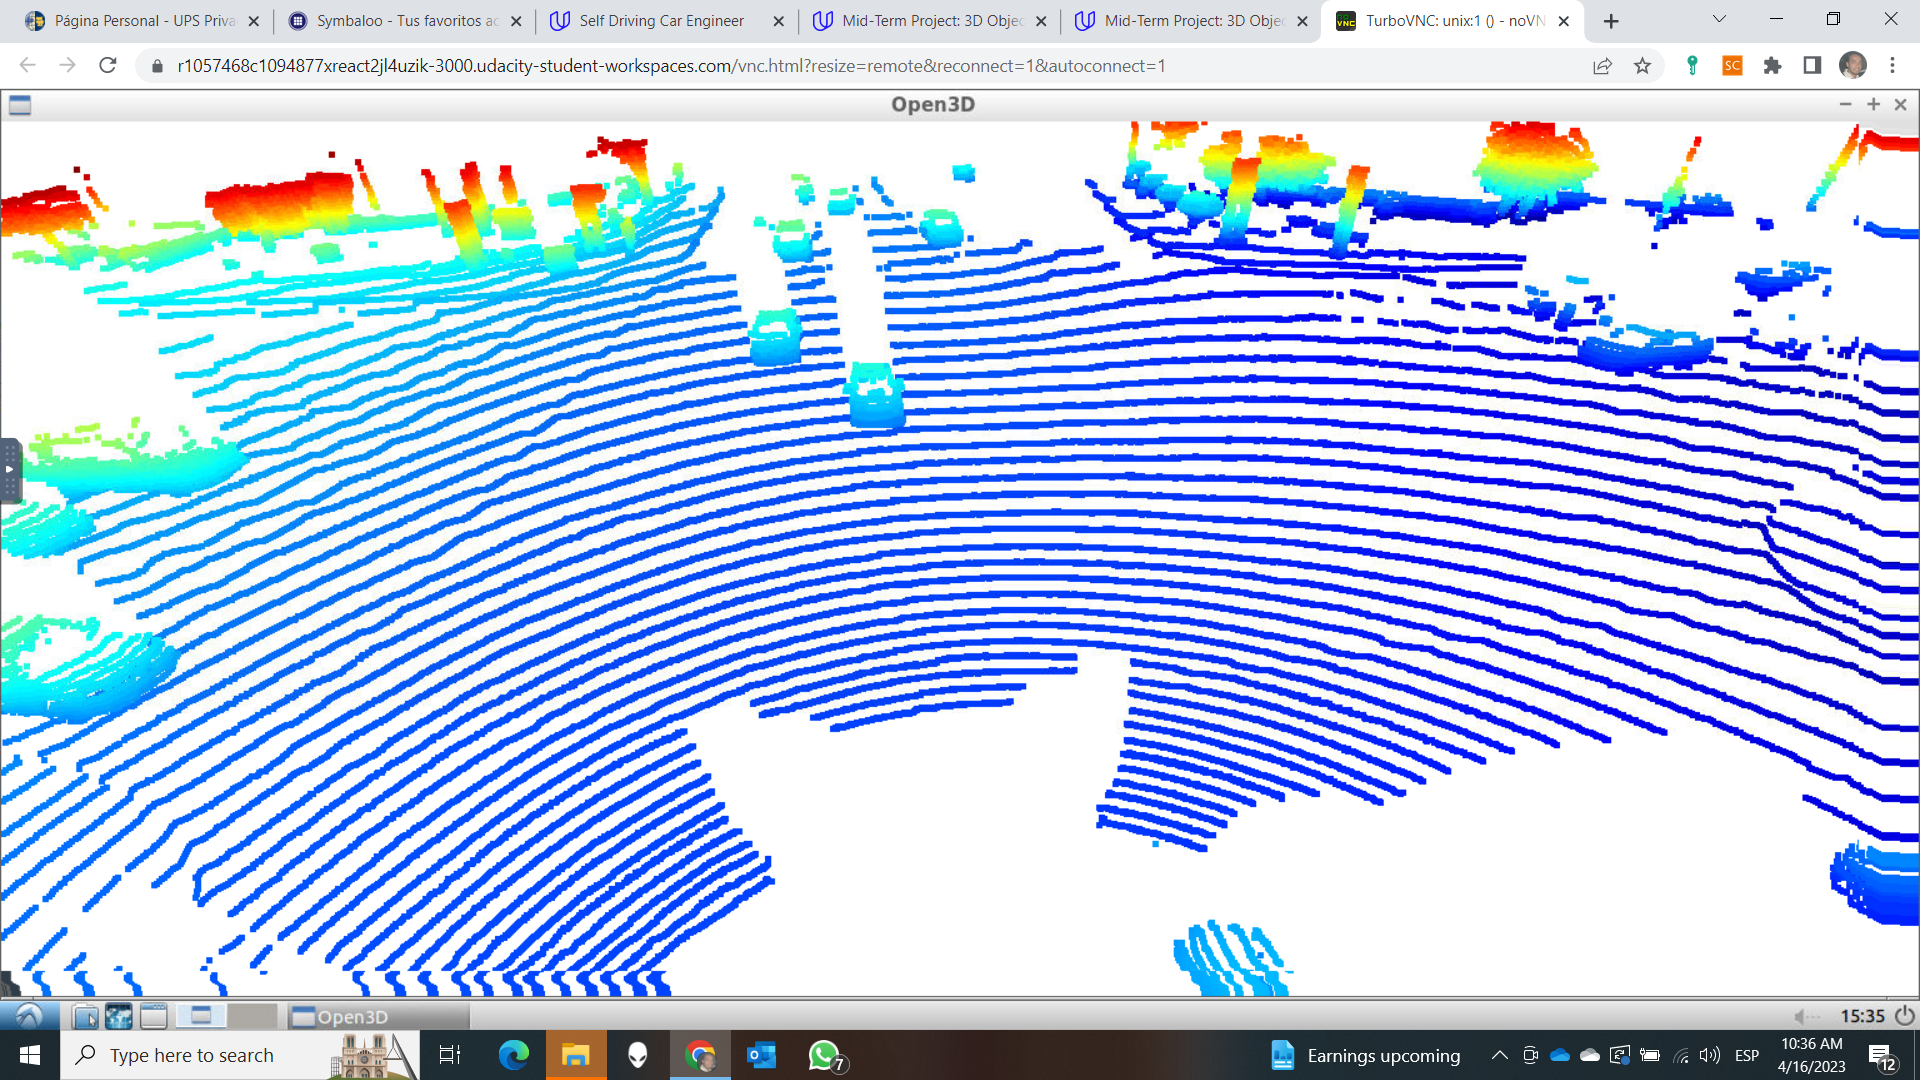 Página Personal - UPS Priva
Symbaloo - Tus favoritos ac
Self Driving Car Engineer
Mid-Term Project: 3D Objec
Mid-Term Project: 3D Objec
VNC
TurboVNC: unix:1 () - noVN
r1057468c1094877xreact2jl4uzik-3000.udacity-student-workspaces.com/vnc.html?resize=remote&reconnect=1&autoconnect=1
SC
Open3D
Open3D
15:35
Type here to search
7
Earnings upcoming
ESP
10:36 AM
4/16/2023
12